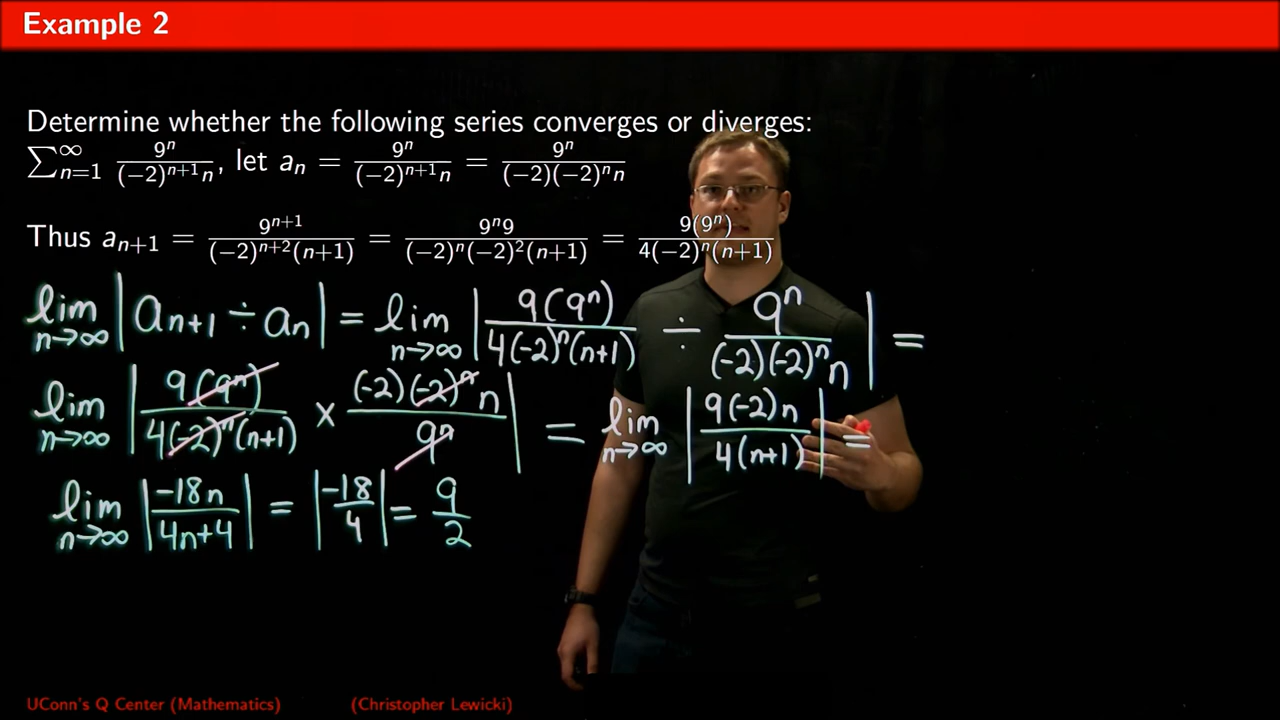 Example 2
Determine whether the following series converges or diverges:
∑_{n=1}^{∞} 9^n/((-2)^{n+1}n), let a_n = 9^n/((-2)^{n+1}n) = 9^n/((-2)(-2)^n n)
Thus a_{n+1} = 9^{n+1}/((-2)^{n+2}(n+1)) = 9^n9/((-2)^n(-2)^2(n+1)) = 9(9^n)/(4(-2)^n(n+1))
lim_{n→∞} |a_{n+1} ÷ a_n| = lim_{n→∞} |9(9^n)/(4(-2)^n(n+1)) ÷ 9^n/((-2)(-2)^n n)| =
lim_{n→∞} |9(9^n)/(4(-2)^n(n+1)) × (-2)(-2)^n n/9^n| = lim_{n→∞} |9(-2)n/(4(n+1))| =
lim_{n→∞} |-18n/(4n+4)| = |-18/4| = 9/2
UConn's Q Center (Mathematics) (Christopher Lewicki)